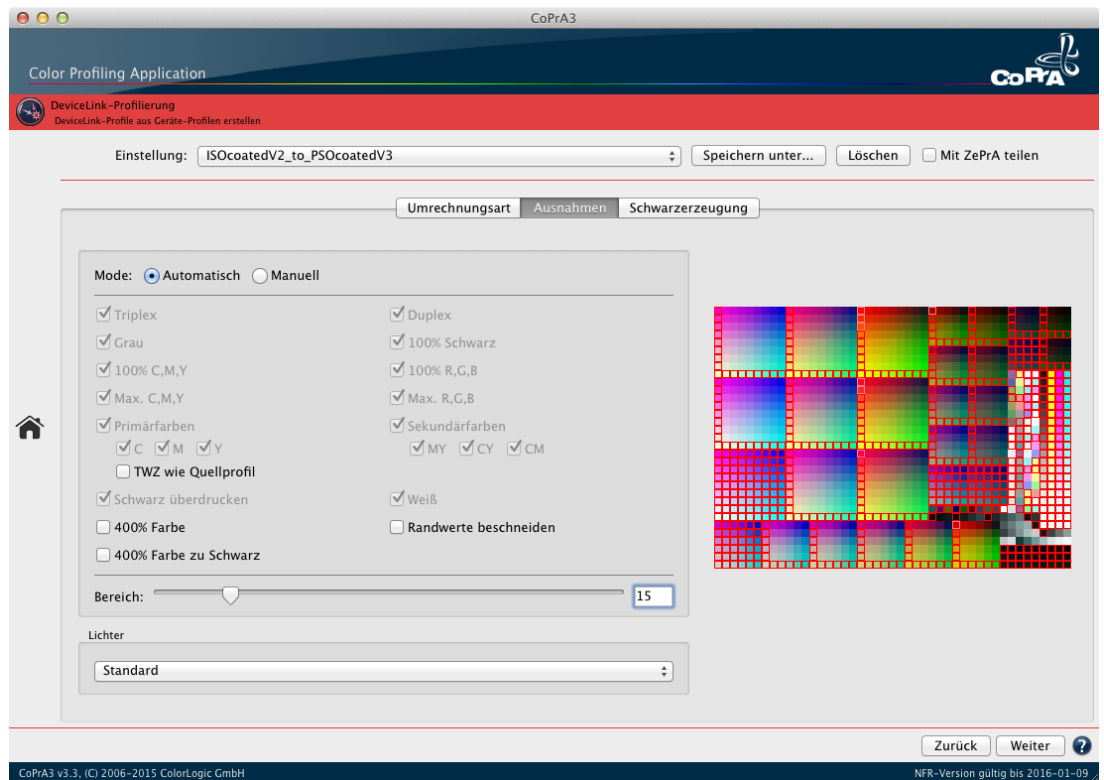 CoPrA3
Color Profiling Application
CoPrA
DeviceLink-Profilierung
DeviceLink-Profile aus Geräte-Profilen erstellen
Einstellung: ISOcoatedV2_to_PSOcoatedV3 Speichern unter... Löschen Mit ZePrA teilen
Umrechnungsart Ausnahmen Schwarzerzeugung
Mode: Automatisch Manuell
Triplex Duplex
Grau 100% Schwarz
100% C,M,Y 100% R,G,B
Max. C,M,Y Max. R,G,B
Primärfarben Sekundärfarben
C M Y MY CY CM
TWZ wie Quellprofil
Schwarz überdrucken Weiß
400% Farbe Randwerte beschneiden
400% Farbe zu Schwarz
Bereich: 15
Lichter
Standard
Zurück Weiter ?
CoPrA3 v3.3, (C) 2006-2015 ColorLogic GmbH NFR-Version gültig bis 2016-01-09